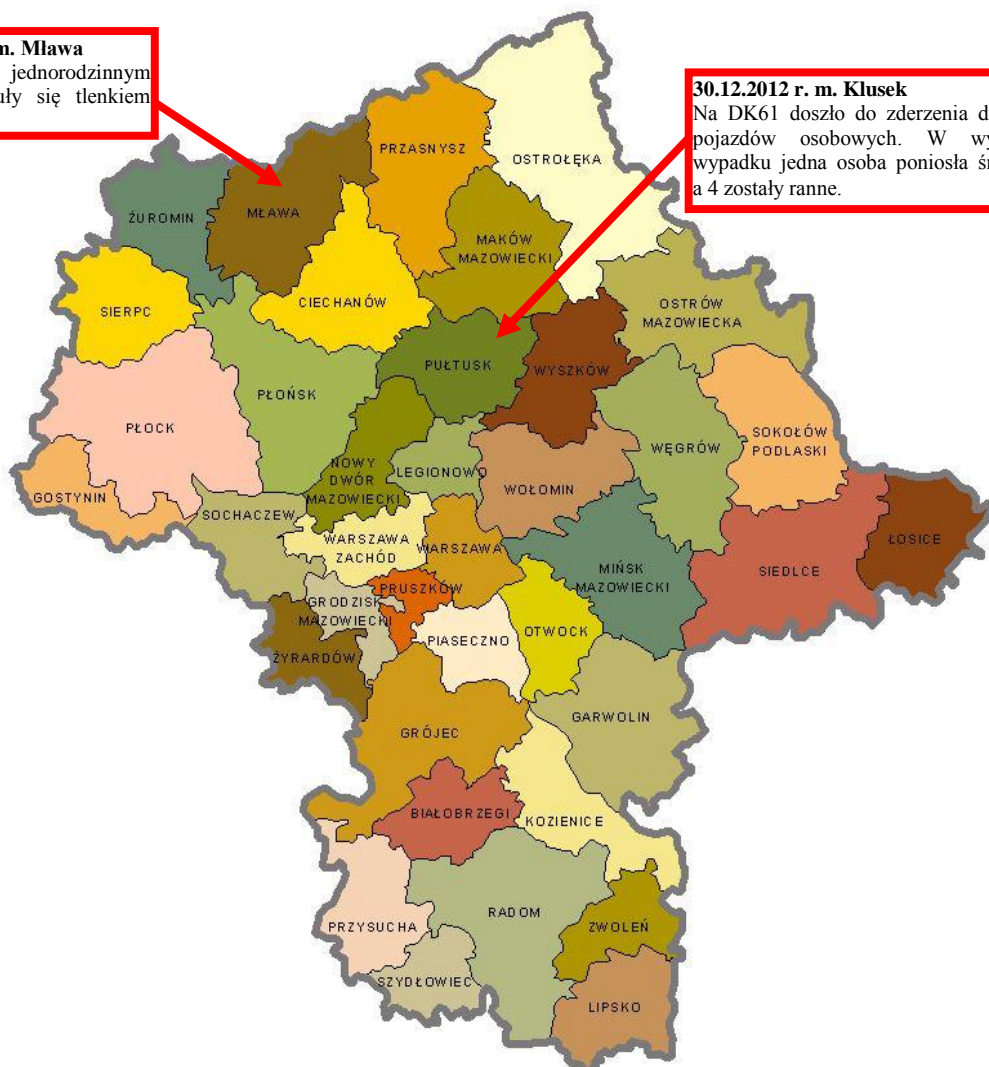 m. Mława
jednorodzinnym
się tlenkiem
30.12.2012 r. m. Klusek
Na DK61 doszło do zderzenia
pojazdów osobowych. W
wypadku jedna osoba poniosła
a 4 zostały ranne.
PRZASNYSZ
OSTROŁĘKA
ŻUROMIN
MŁAWA
MAKÓW
MAZOWIECKI
SIERPC
CIECHANÓW
OSTRÓW
MAZOWIECKA
PUŁTUSK
WYSZKÓW
PŁOŃSK
PŁOCK
SOKOŁÓW
PODLASKI
WĘGRÓW
NOWY
DWÓR
MAZOWIECKI
LEGIONOWO
GOSTYNIN
WOŁOMIN
SOCHACZEW
WARSZAWA
ZACHÓD
WARSZAWA
ŁOSICE
MIŃSK
MAZOWIECKI
SIEDLCE
PRUSZKÓW
GRODZISK
MAZOWIECKI
PIASECZNO
OTWOCK
ŻYRARDÓW
GARWOLIN
GRÓJEC
BIAŁOBRZEGI
KOZIENICE
RADOM
PRZYSUCHA
ZWOLEŃ
SZYDŁOWIEC
LIPSKO